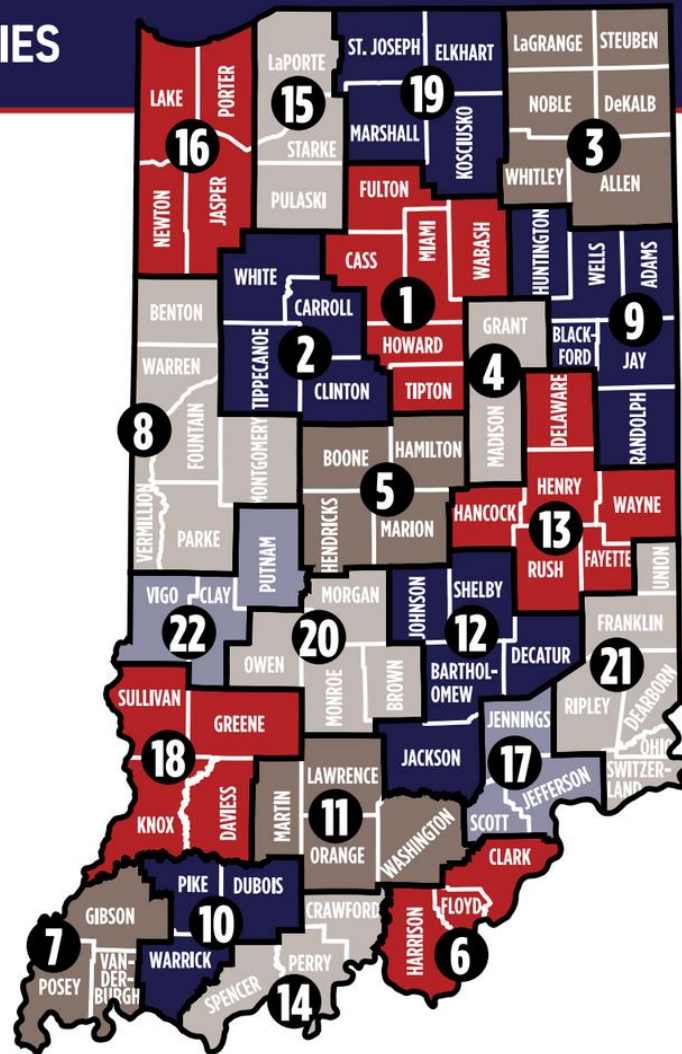 IES
ST. JOSEPH
ELKHART
LaGRANGE
STEUBEN
LaPORTE
LAKE
PORTER
15
19
NOBLE
DeKALB
16
MARSHALL
KOSCIUSKO
3
STARKE
WHITLEY
ALLEN
NEWTON
JASPER
PULASKI
FULTON
MIAMI
WABASH
HUNTINGTON
WELLS
ADAMS
WHITE
CASS
CARROLL
1
BENTON
GRANT
9
WARREN
2
HOWARD
BLACK-
FORD
JAY
TIPPECANOE
CLINTON
TIPTON
4
DELAWARE
RANDOLPH
8
FOUNTAIN
MONTGOMERY
BOONE
HAMILTON
MADISON
5
HENRY
HANCOCK
WAYNE
VERMILLION
PARKE
HENDRICKS
MARION
13
PUTNAM
RUSH
FAYETTE
UNION
VIGO
CLAY
MORGAN
JOHNSON
SHELBY
22
20
12
FRANKLIN
OWEN
MONROE
BROWN
BARTHOL-
OMEW
DECATUR
21
SULLIVAN
GREENE
RIPLEY
DEARBORN
JENNINGS
OHIO
18
JACKSON
17
SWITZER-
LAND
LAWRENCE
JEFFERSON
KNOX
DAVIESS
MARTIN
11
SCOTT
ORANGE
WASHINGTON
CLARK
PIKE
DUBOIS
GIBSON
10
CRAWFORD
HARRISON
FLOYD
7
WARRICK
PERRY
6
POSEY
VAN-
DER-
BURGH
SPENCER
14